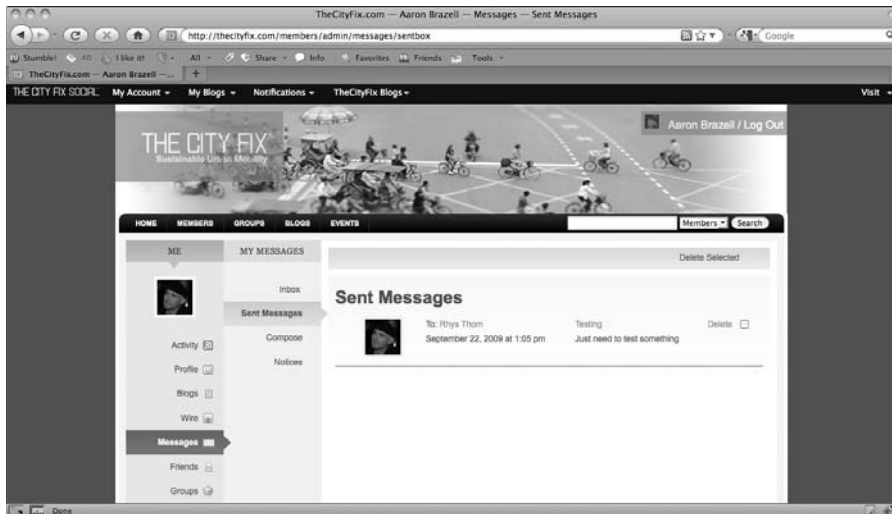 TheCityFix.com — Aaron Brazell — Messages — Sent Messages
http://thecityfix.com/members/admin/messages/sentbox
Google
Stumble! All I like it! All Share Info Favorites Friends Tools
TheCityFix.com — Aaron Brazell —... +
THE CITY FIX SOCIAL My Account My Blogs Notifications TheCityFix Blogs Visit
Aaron Brazell / Log Out
THE CITY FIX
Sustainable Urban Mobility
HOME MEMBERS GROUPS BLOGS EVENTS Members Search
ME MY MESSAGES Delete Selected
Inbox
Sent Messages
Sent Messages
To: Rhys Thom Testing Delete
September 22, 2009 at 1:05 pm Just need to test something
Compose
Notices
Activity
Profile
Blogs
Wire
Messages
Friends
Groups
Done